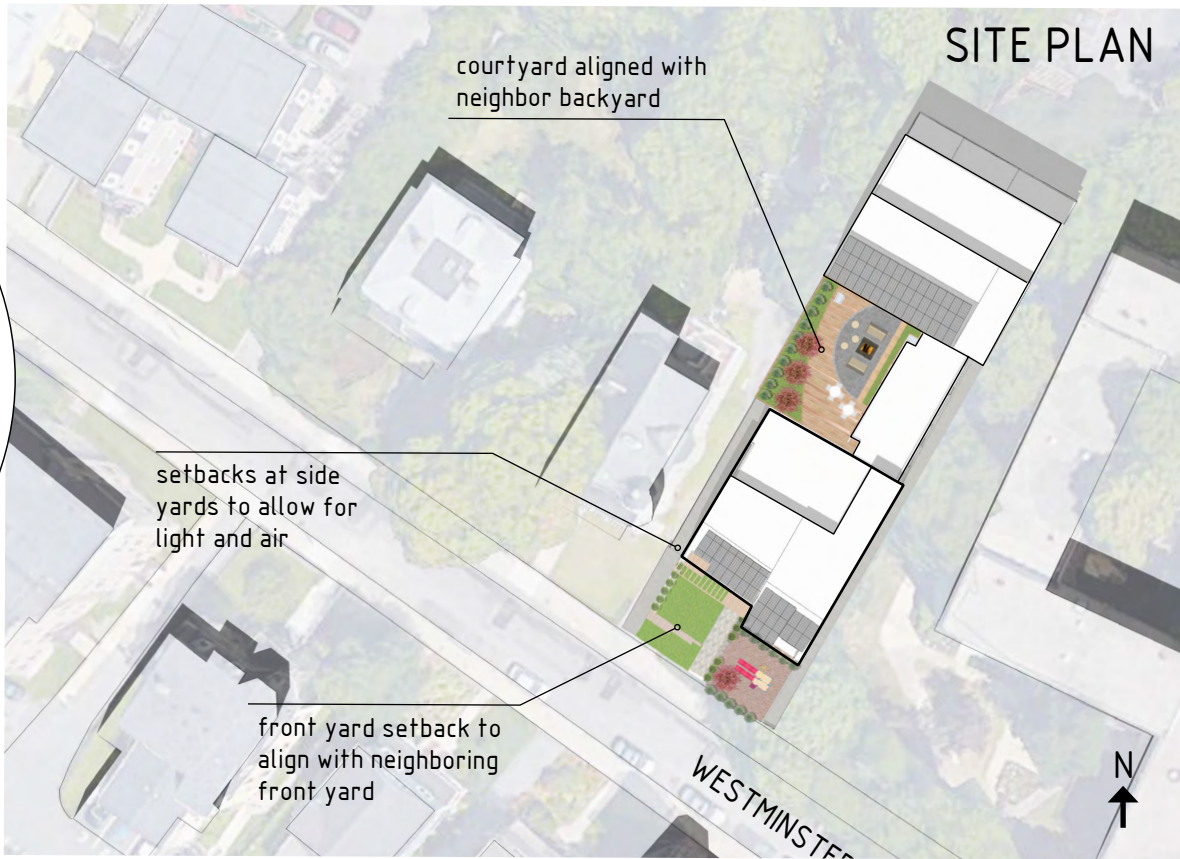 SITE PLAN
courtyard aligned with
neighbor backyard
setbacks at side
yards to allow for
light and air
front yard setback to
align with neighboring
front yard
WESTMINSTER
N